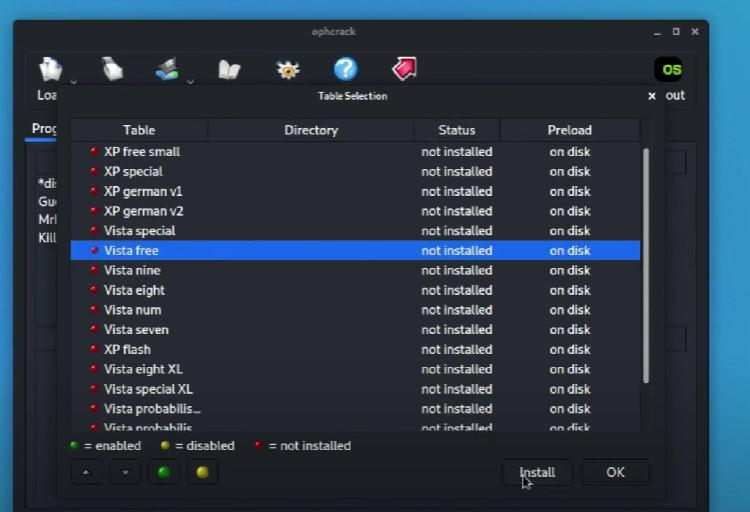 ophcrack
OS
Loa
out
Table Selection
Prog
Table Directory Status Preload
XP free small not installed on disk
XP special not installed on disk
XP german v1 not installed on disk
XP german v2 not installed on disk
Vista special not installed on disk
Vista free not installed on disk
Vista nine not installed on disk
Vista eight not installed on disk
Vista num not installed on disk
Vista seven not installed on disk
XP flash not installed on disk
Vista eight XL not installed on disk
Vista special XL not installed on disk
Vista probabilis... not installed on disk
Vista probabilis not installed on disk
*dis
Gue
Mr
Kill
= enabled = disabled = not installed
Install OK